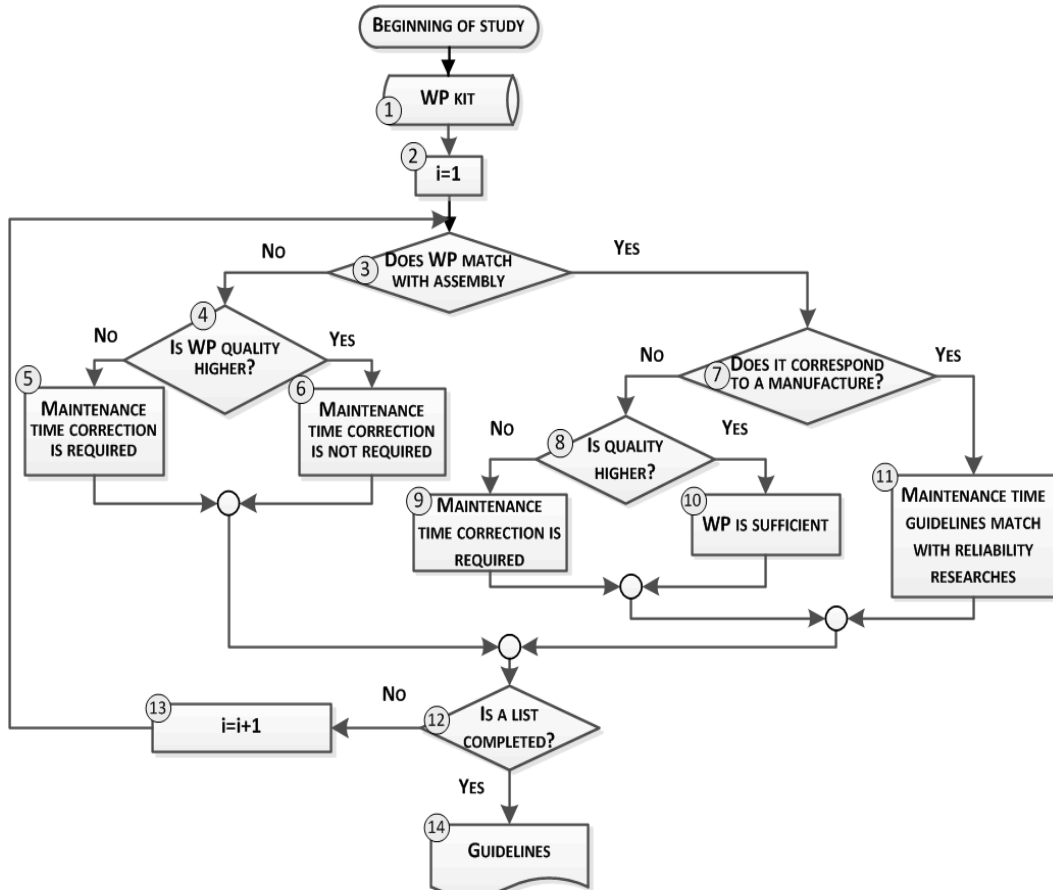 BEGINNING OF STUDY
1
WP KIT
2
i=1
NO
YES
3
DOES WP MATCH
WITH ASSEMBLY
4
NO
YES
IS WP QUALITY
HIGHER?
5
MAINTENANCE
TIME CORRECTION
IS REQUIRED
6
MAINTENANCE
TIME CORRECTION
IS NOT REQUIRED
NO
YES
7
DOES IT CORRESPOND
TO A MANUFACTURE?
NO
YES
8
IS QUALITY
HIGHER?
9
MAINTENANCE
TIME CORRECTION IS
REQUIRED
10
WP IS SUFFICIENT
11
MAINTENANCE TIME
GUIDELINES MATCH
WITH RELIABILITY
RESEARCHES
NO
12
IS A LIST
COMPLETED?
13
i=i+1
YES
14
GUIDELINES